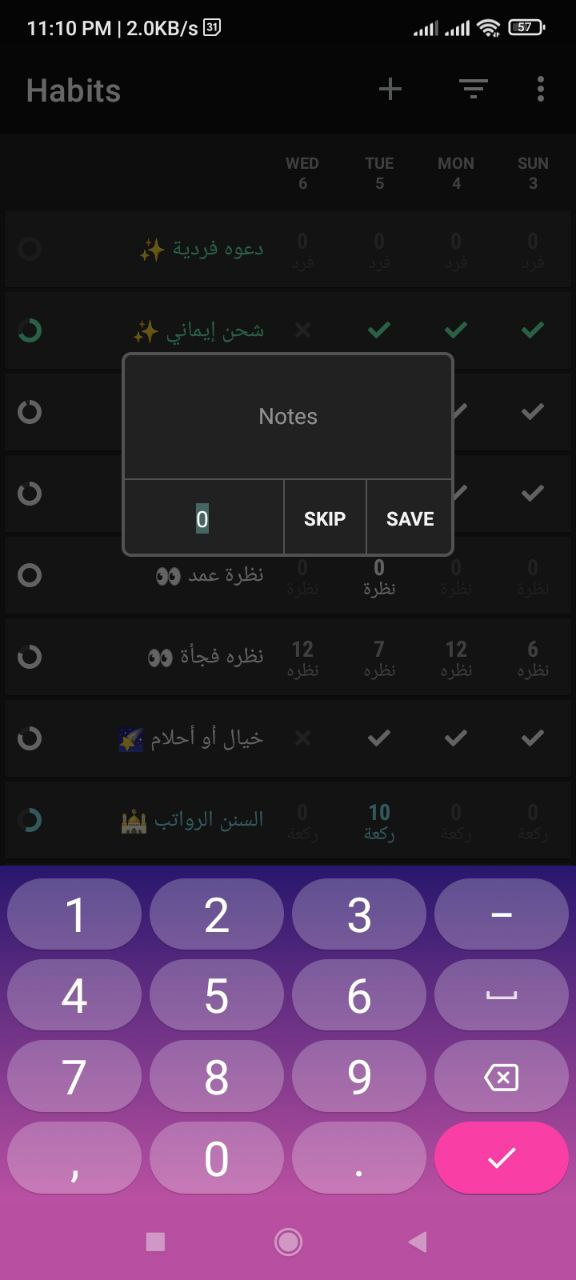 11:10 PM | 2.0KB/s 31
57
Habits
WED TUE MON SUN
6 5 4 3
دعوه فردية ✨ 0 0 0 0
فرد فرد فرد فرد
شحن إيماني ✨
Notes
0 SKIP SAVE
نظرة عمد 👀 0 0 0 0
نظرة نظرة نظرة نظرة
نظره فجأة 👀 12 7 12 6
نظره نظره نظره نظره
خيال أو أحلام 🌠
السنن الرواتب 🕌 0 10 0 0
ركعة ركعة ركعة ركعة
1 2 3 -
4 5 6
7 8 9
, 0 .